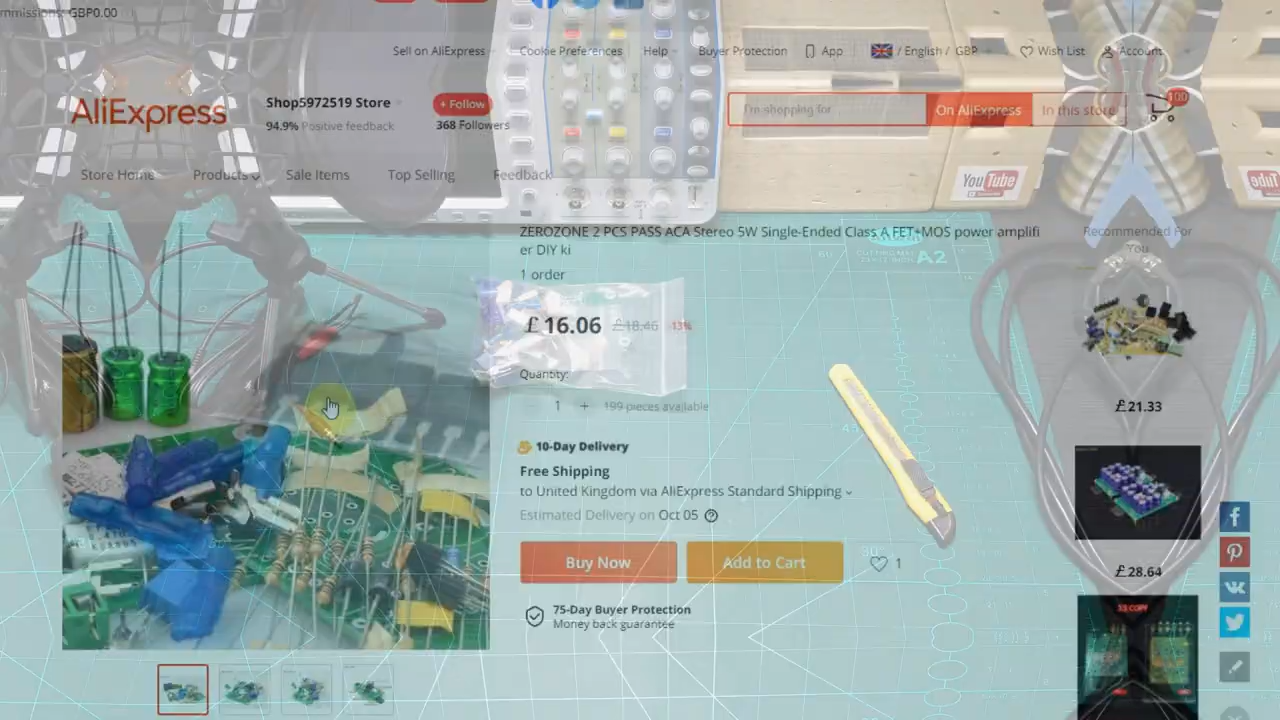 mmissions: GBP0.00
Sell on AliExpress
Cookie Preferences
Help
Buyer Protection
App
/ English / GBP
Wish List
Account
AliExpress
Shop5972519 Store
+ Follow
94.9% Positive feedback
368 Followers
I'm shopping for
On AliExpress
In this store
100
Store Home
Products
Sale Items
Top Selling
Feedback
YouTube
YouTube
ZEROZONE 2 PCS PASS ACA Stereo 5W Single-Ended Class A FET+MOS power amplifi
er DIY ki
Recommended For
You
A2
1 order
£ 16.06
£18.46
-13%
Quantity:
1 +
199 pieces available
£21.33
10-Day Delivery
Free Shipping
to United Kingdom via AliExpress Standard Shipping
Estimated Delivery on Oct 05
Buy Now
Add to Cart
1
£28.64
75-Day Buyer Protection
Money back guarantee